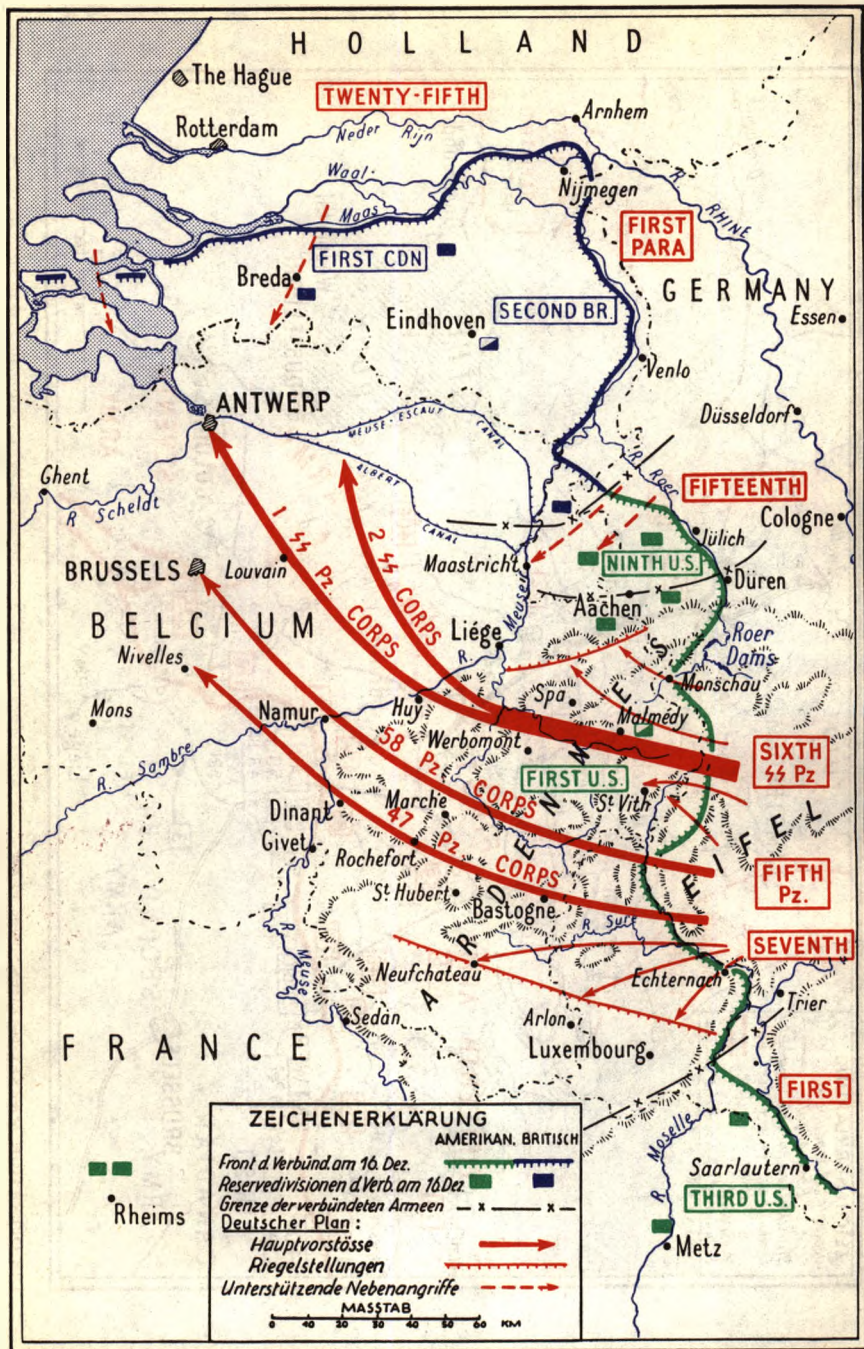 HOLLAND
The Hague
TWENTY-FIFTH
Arnhem
Rotterdam
Neder Rijn
Waal
Nijmegen
Maas
R RHINE
FIRST
PARA
FIRST CDN
Breda
GERMANY
SECOND BR.
Essen
Eindhoven
Venlo
ANTWERP
MEUSE-ESCAUT CANAL
Düsseldorf
ALBERT CANAL
R. Roer
Ghent
R Scheldt
FIFTEENTH
Cologne
1 SS Pz. CORPS
2 SS CORPS
Jülich
Maastricht
NINTH U.S.
BRUSSELS
Louvain
Düren
Aachen
BELGIUM
Liége
R. Meuse
Roer
Dams
Nivelles
Monschau
Spa
Huy
Mons
Namur
Malmédy
Werbomont
SIXTH
SS Pz
R. Sambre
58 Pz. CORPS
FIRST U.S.
St Vith
Marche
Dinant
47 Pz. CORPS
Givet
Rochefort
EIFEL
FIFTH
Pz.
St. Hubert
Bastogne
R. Sure
ARDENNES
SEVENTH
Meuse
Neufchateau
Echternach
Trier
Sedan
Arlon
FRANCE
Luxembourg
FIRST
R Moselle
Saarlautern
THIRD U.S.
Rheims
Metz
ZEICHENERKLÄRUNG
AMERIKAN. BRITISCH
Front d. Verbünd. am 16. Dez.
Reservedivisionen d. Verb. am 16. Dez.
Grenze der verbündeten Armeen
Deutscher Plan :
Hauptvorstösse
Riegelstellungen
Unterstützende Nebenangriffe
MASSTAB
0 10 20 30 40 50 60 KM